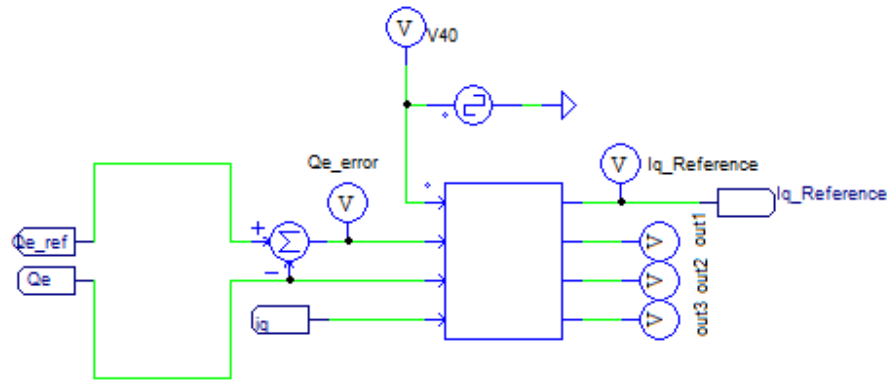 V
V40
Qe_error
V
Iq_Reference
V
Iq_Reference
Qe_ref
+
Σ
−
Qe
iq
V
out1
V
out2
V
out3